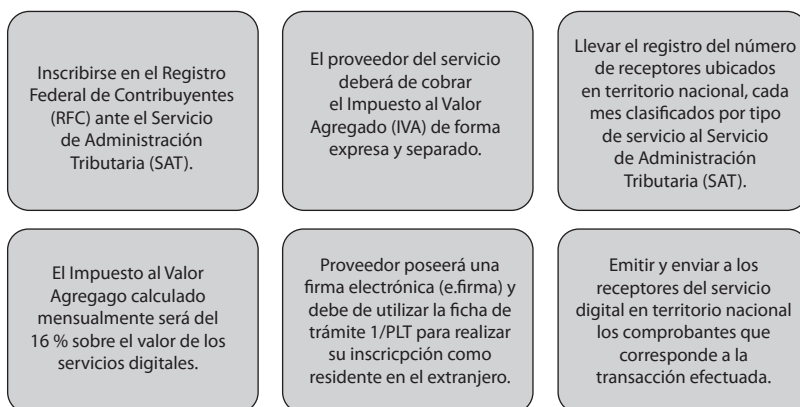 Inscribirse en el Registro
Federal de Contribuyentes
(RFC) ante el Servicio
de Administración
Tributaria (SAT).
El proveedor del servicio
deberá de cobrar
el Impuesto al Valor
Agregado (IVA) de forma
expresa y separado.
Llevar el registro del número
de receptores ubicados
en territorio nacional, cada
mes clasificados por tipo
de servicio al Servicio
de Administración
Tributaria (SAT).
El Impuesto al Valor
Agregago calculado
mensualmente será del
16 % sobre el valor de los
servicios digitales.
Proveedor poseerá una
firma electrónica (e.firma) y
debe de utilizar la ficha de
trámite 1/PLT para realizar
su inscricpción como
residente en el extranjero.
Emitir y enviar a los
receptores del servicio
digital en territorio nacional
los comprobantes que
corresponde a la
transacción efectuada.